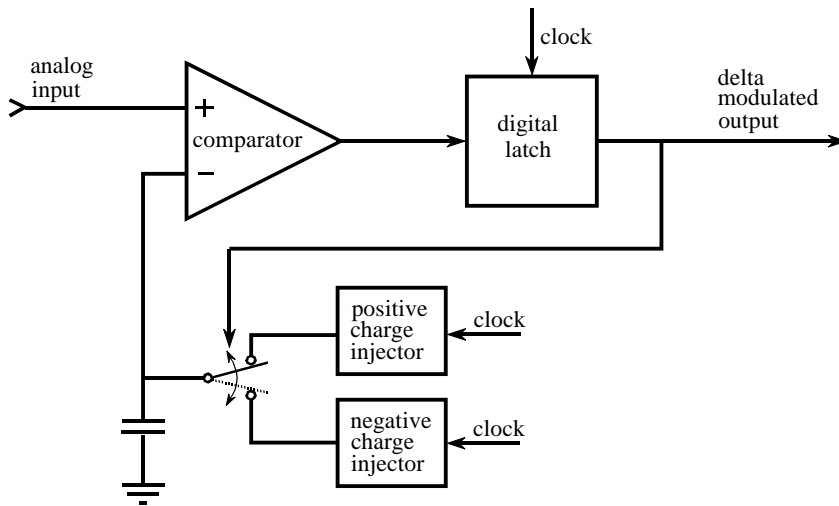 analog
input
+
comparator
−
clock
digital
latch
delta
modulated
output
positive
charge
injector
clock
negative
charge
injector
clock